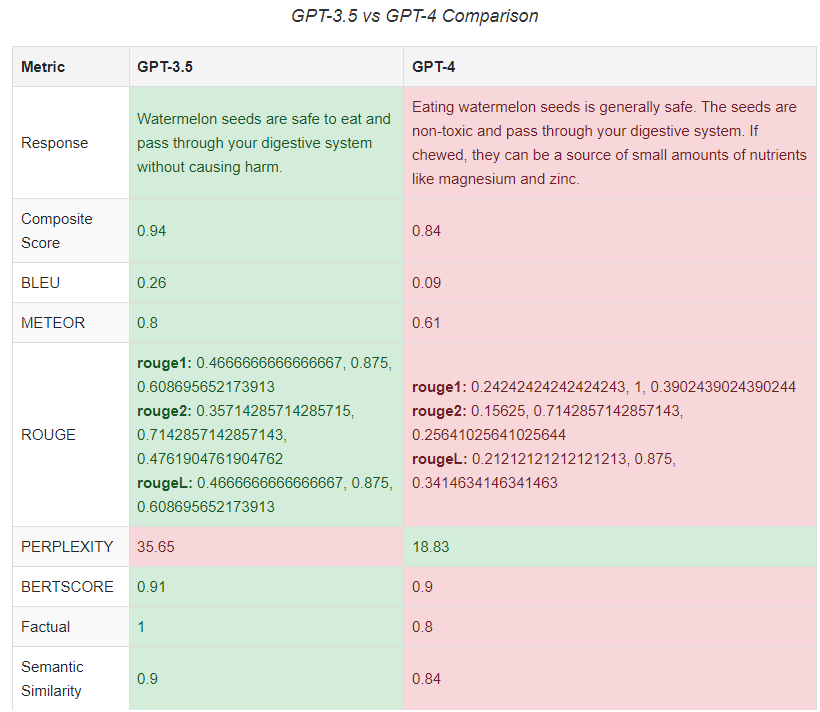 GPT-3.5 vs GPT-4 Comparison
Metric
GPT-3.5
GPT-4
Response
Watermelon seeds are safe to eat and
pass through your digestive system
without causing harm.
Eating watermelon seeds is generally safe. The seeds are
non-toxic and pass through your digestive system. If
chewed, they can be a source of small amounts of nutrients
like magnesium and zinc.
Composite
Score
0.94
0.84
BLEU
0.26
0.09
METEOR
0.8
0.61
ROUGE
rouge1: 0.4666666666666667, 0.875,
0.608695652173913
rouge2: 0.35714285714285715,
0.7142857142857143,
0.4761904761904762
rougeL: 0.4666666666666667, 0.875,
0.608695652173913
rouge1: 0.24242424242424243, 1, 0.3902439024390244
rouge2: 0.15625, 0.7142857142857143,
0.25641025641025644
rougeL: 0.21212121212121213, 0.875,
0.3414634146341463
PERPLEXITY
35.65
18.83
BERTSCORE
0.91
0.9
Factual
1
0.8
Semantic
Similarity
0.9
0.84